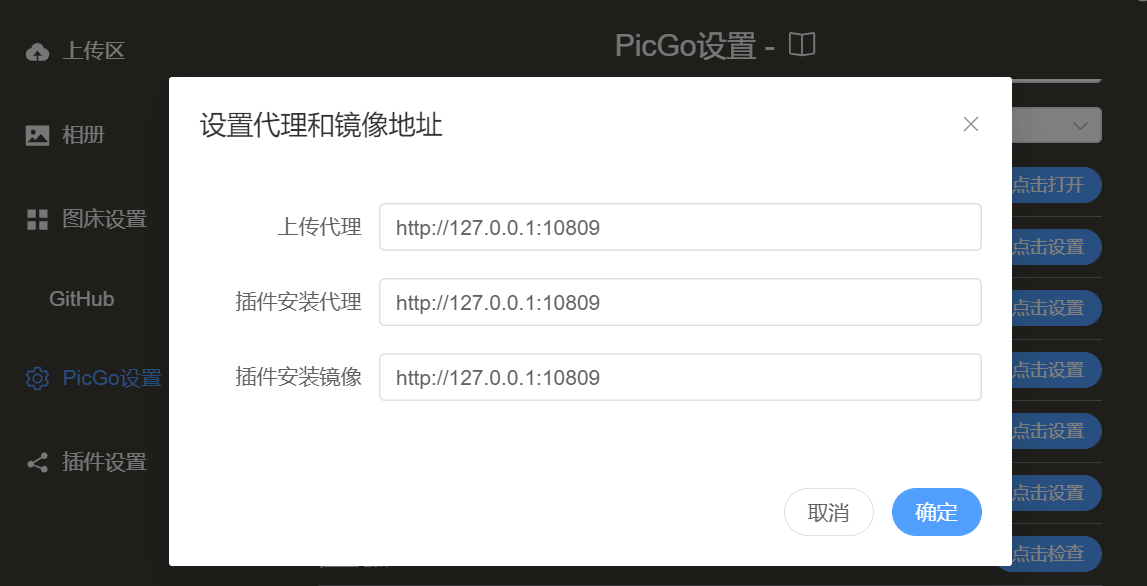 上传区
PicGo设置 -
相册
图床设置
GitHub
PicGo设置
插件设置
设置代理和镜像地址
上传代理
http://127.0.0.1:10809
插件安装代理
http://127.0.0.1:10809
插件安装镜像
http://127.0.0.1:10809
取消
确定
点击打开
点击设置
点击设置
点击设置
点击设置
点击设置
点击检查